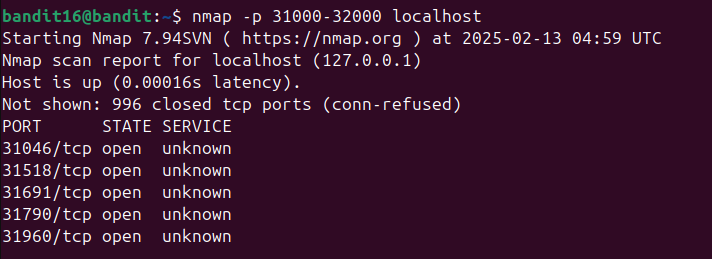 bandit16@bandit:~$ nmap -p 31000-32000 localhost
Starting Nmap 7.94SVN ( https://nmap.org ) at 2025-02-13 04:59 UTC
Nmap scan report for localhost (127.0.0.1)
Host is up (0.00016s latency).
Not shown: 996 closed tcp ports (conn-refused)
PORT      STATE SERVICE
31046/tcp open  unknown
31518/tcp open  unknown
31691/tcp open  unknown
31790/tcp open  unknown
31960/tcp open  unknown